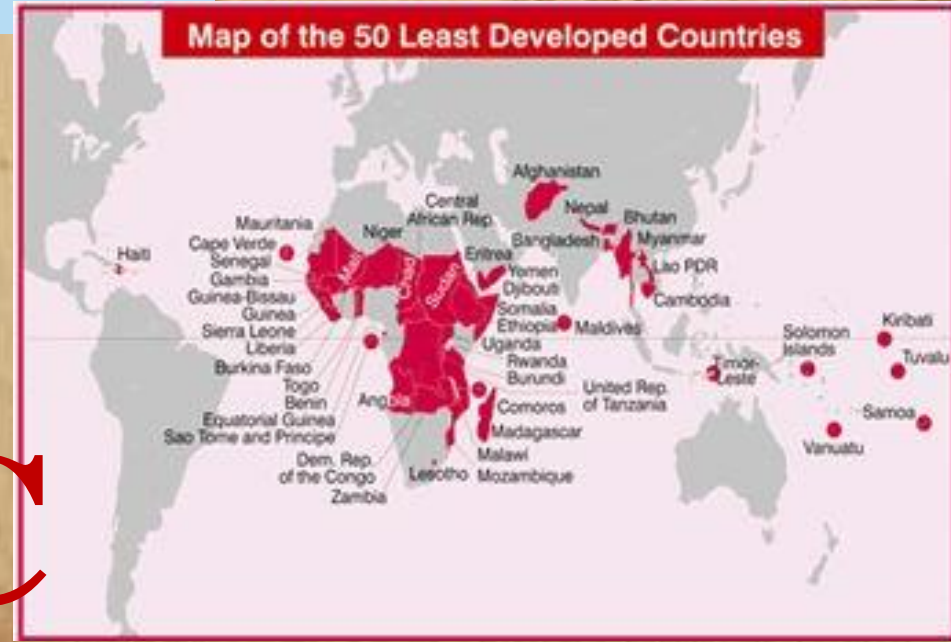 Map of the 50 Least Developed Countries
Afghanistan
Nepal
Bhutan
Bangladesh
Myanmar
Lao PDR
Cambodia
Central
African Rep.
Mauritania
Niger
Cape Verde
Senegal
Mali
Chad
Sudan
Eritrea
Yemen
Djibouti
Haiti
Gambia
Guinea-Bissau
Guinea
Sierra Leone
Liberia
Burkina Faso
Togo
Benin
Equatorial Guinea
Sao Tome and Principe
Somalia
Ethiopia
Maldives
Uganda
Rwanda
Burundi
United Rep.
of Tanzania
Angola
Comoros
Madagascar
Malawi
Mozambique
Dem. Rep.
of the Congo
Zambia
Lesotho
Timor-
Leste
Solomon
Islands
Kiribati
Tuvalu
Samoa
Vanuatu
C